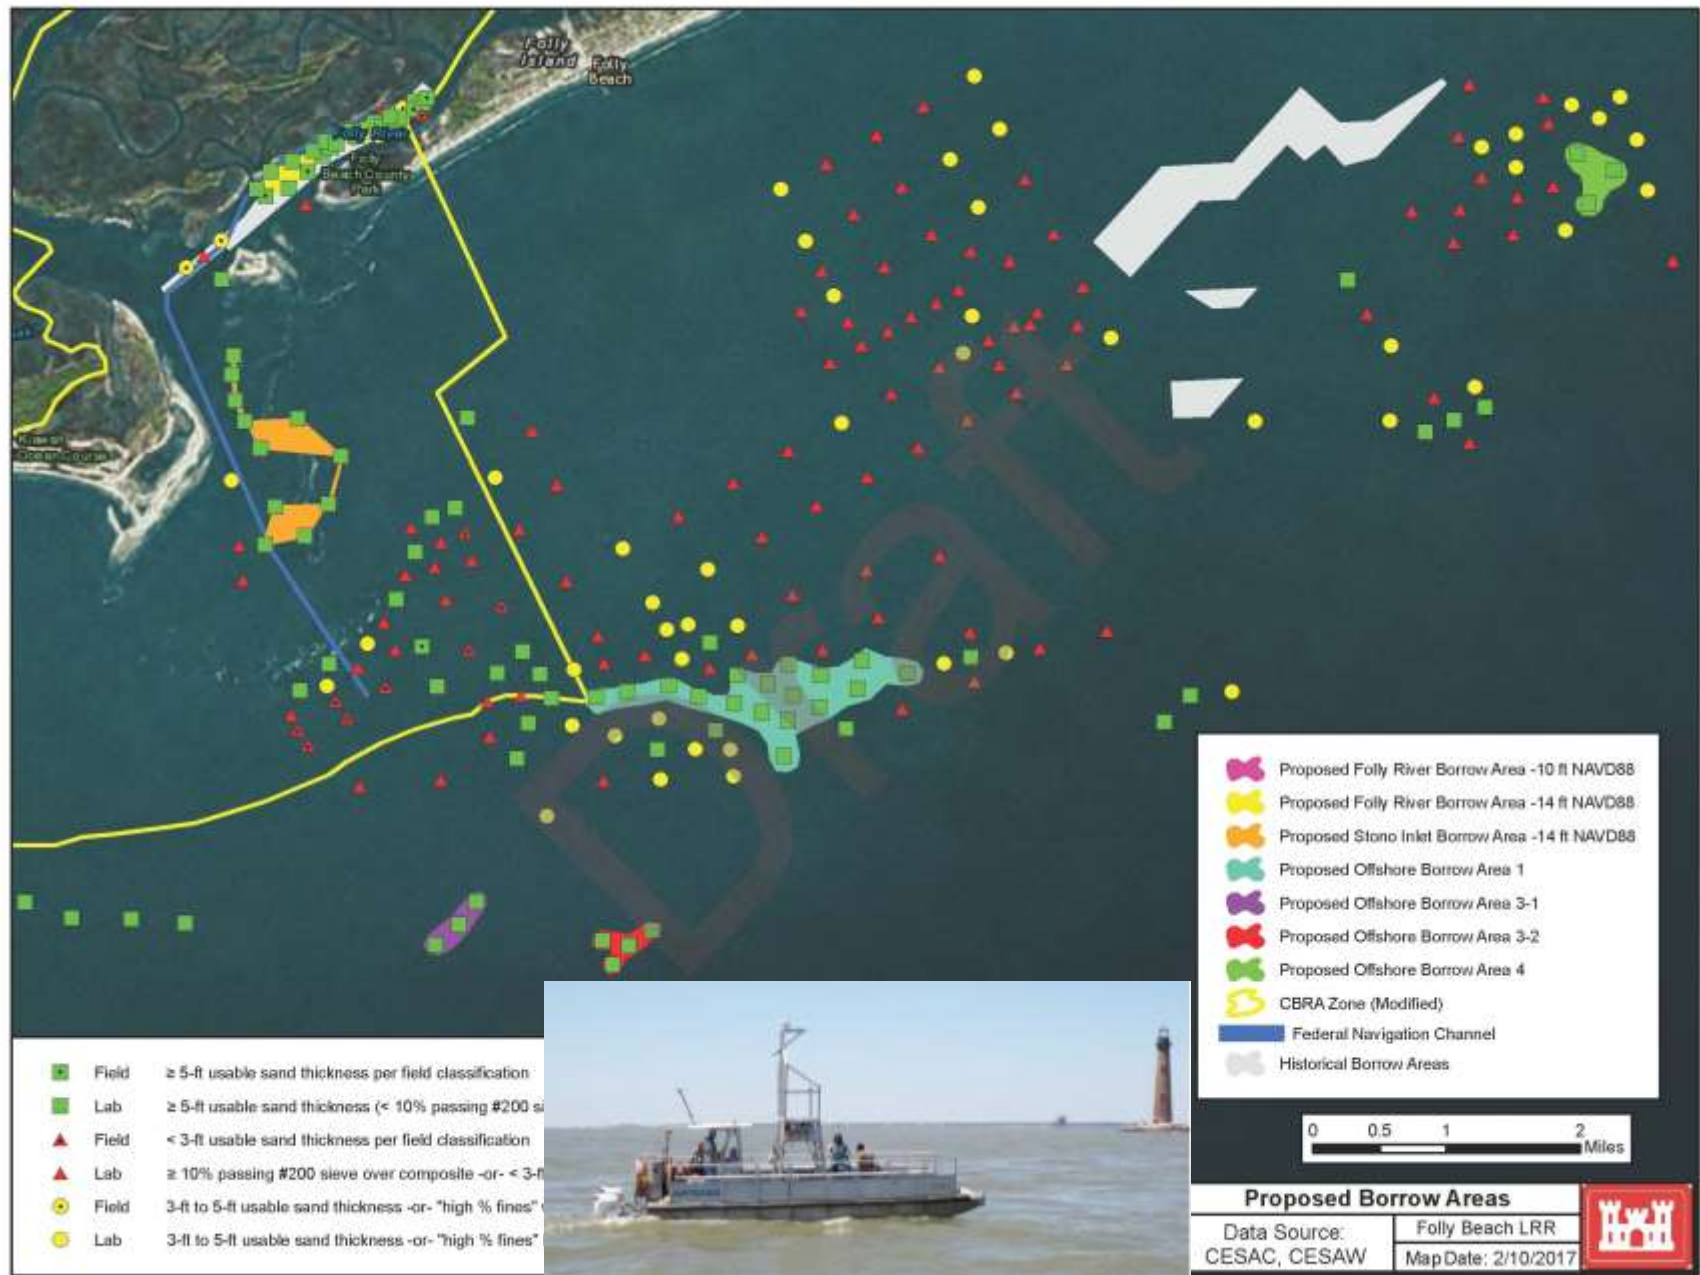 Folly
Island
Folly
Beach
Folly River
Folly
Beach County
Park
Ocean Course
Draft
Proposed Folly River Borrow Area -10 ft NAVD88
Proposed Folly River Borrow Area -14 ft NAVD88
Proposed Stono Inlet Borrow Area -14 ft NAVD88
Proposed Offshore Borrow Area 1
Proposed Offshore Borrow Area 3-1
Proposed Offshore Borrow Area 3-2
Proposed Offshore Borrow Area 4
CBRA Zone (Modified)
Federal Navigation Channel
Historical Borrow Areas
Field ≥ 5-ft usable sand thickness per field classification
Lab ≥ 5-ft usable sand thickness (< 10% passing #200 si
Field < 3-ft usable sand thickness per field classification
Lab ≥ 10% passing #200 sieve over composite -or- < 3-f
Field 3-ft to 5-ft usable sand thickness -or- "high % fines"
Lab 3-ft to 5-ft usable sand thickness -or- "high % fines"
0 0.5 1 2
Miles
Proposed Borrow Areas
Data Source:
CESAC, CESAW
Folly Beach LRR
Map Date: 2/10/2017